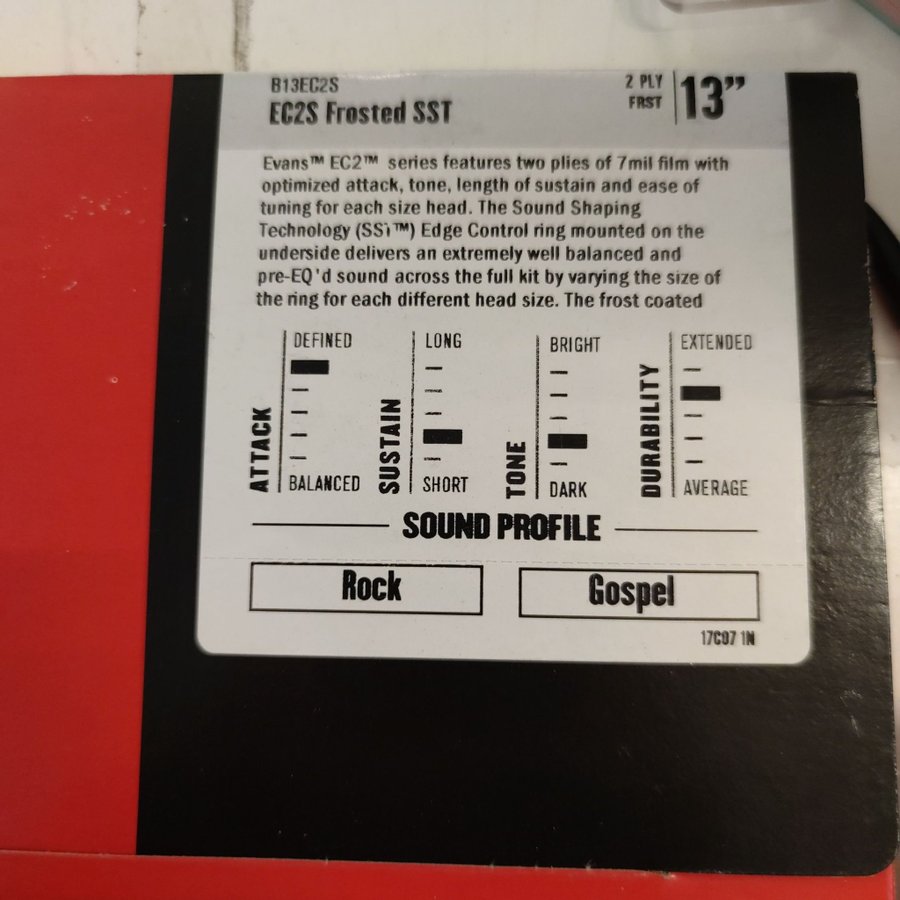 B13EC2S
EC2S Frosted SST
2 PLY
FRST
13”
Evans™ EC2™ series features two plies of 7mil film with
optimized attack, tone, length of sustain and ease of
tuning for each size head. The Sound Shaping
Technology (SST™) Edge Control ring mounted on the
underside delivers an extremely well balanced and
pre-EQ'd sound across the full kit by varying the size of
the ring for each different head size. The frost coated
ATTACK
DEFINED
BALANCED
SUSTAIN
LONG
SHORT
TONE
BRIGHT
DARK
DURABILITY
EXTENDED
AVERAGE
SOUND PROFILE
Rock
Gospel
17C07 1N